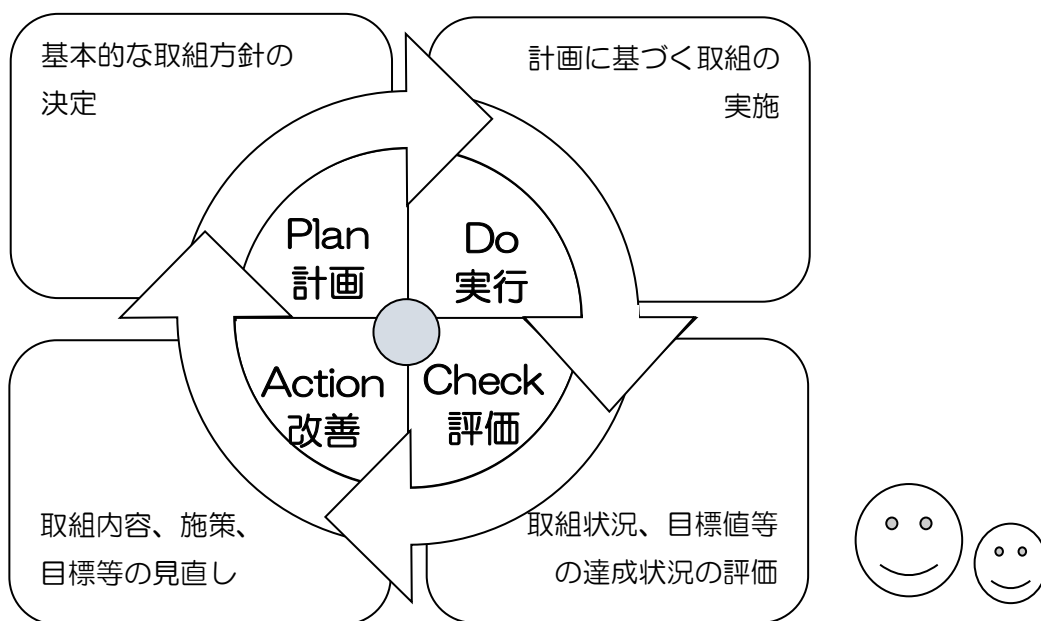 基本的な取組方針の
決定
計画に基づく取組の
実施
Plan
計画
Do
実行
Action
改善
Check
評価
取組内容、施策、
目標等の見直し
取組状況、目標値等
の達成状況の評価